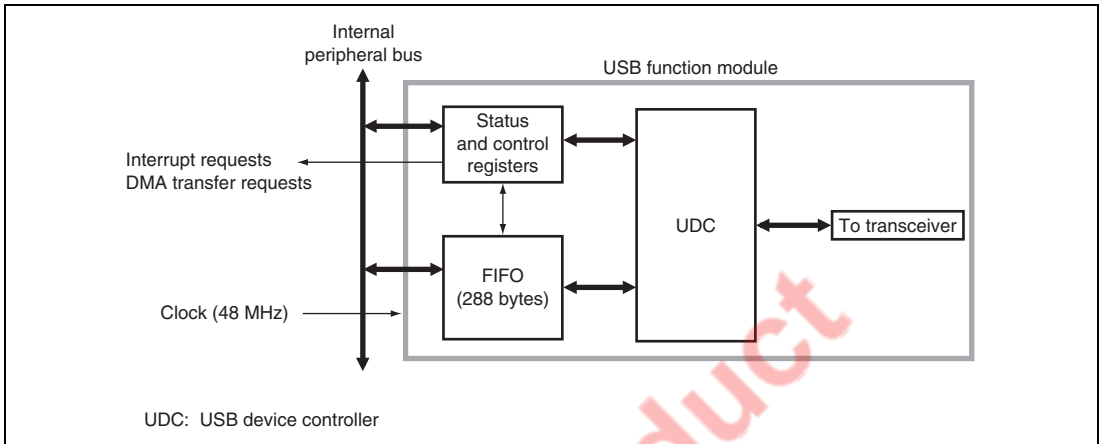 Internal
peripheral bus
USB function module
Status
and control
registers
Interrupt requests
DMA transfer requests
UDC
To transceiver
FIFO
(288 bytes)
Clock (48 MHz)
duct
UDC: USB device controller